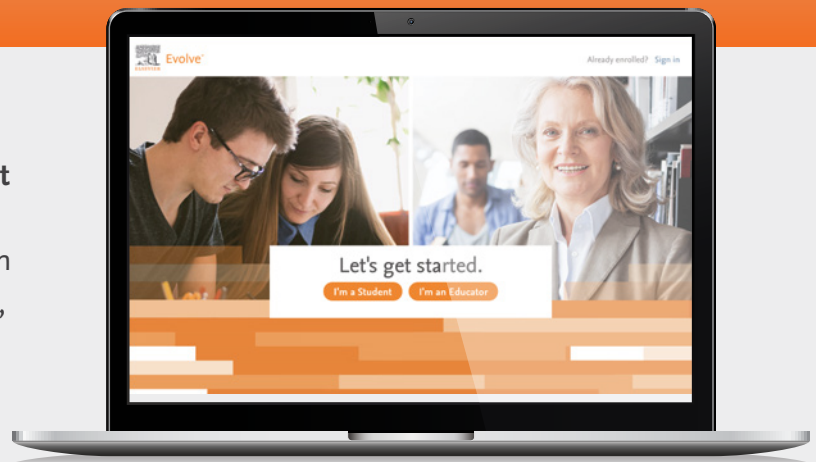 Evolve
Already enrolled? Sign in
t
n
,
Let's get started.
I'm a Student I'm an Educator